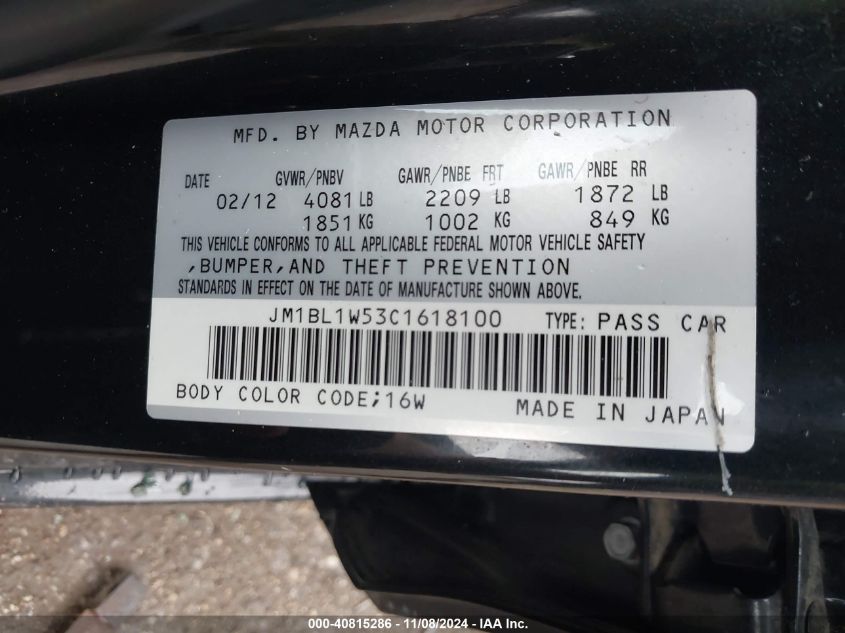 MFD. BY MAZDA MOTOR CORPORATION
DATE GVWR/PNBV GAWR/PNBE FRT GAWR/PNBE RR
02/12 4081 LB 2209 LB 1872 LB
1851 KG 1002 KG 849 KG
THIS VEHICLE CONFORMS TO ALL APPLICABLE FEDERAL MOTOR VEHICLE SAFETY
,BUMPER,AND THEFT PREVENTION
STANDARDS IN EFFECT ON THE DATE OF MANUFACTURE SHOWN ABOVE.
JM1BL1W53C1618100 TYPE: PASS CAR
BODY COLOR CODE;16W MADE IN JAPAN
000-40815286 - 11/08/2024 - IAA Inc.